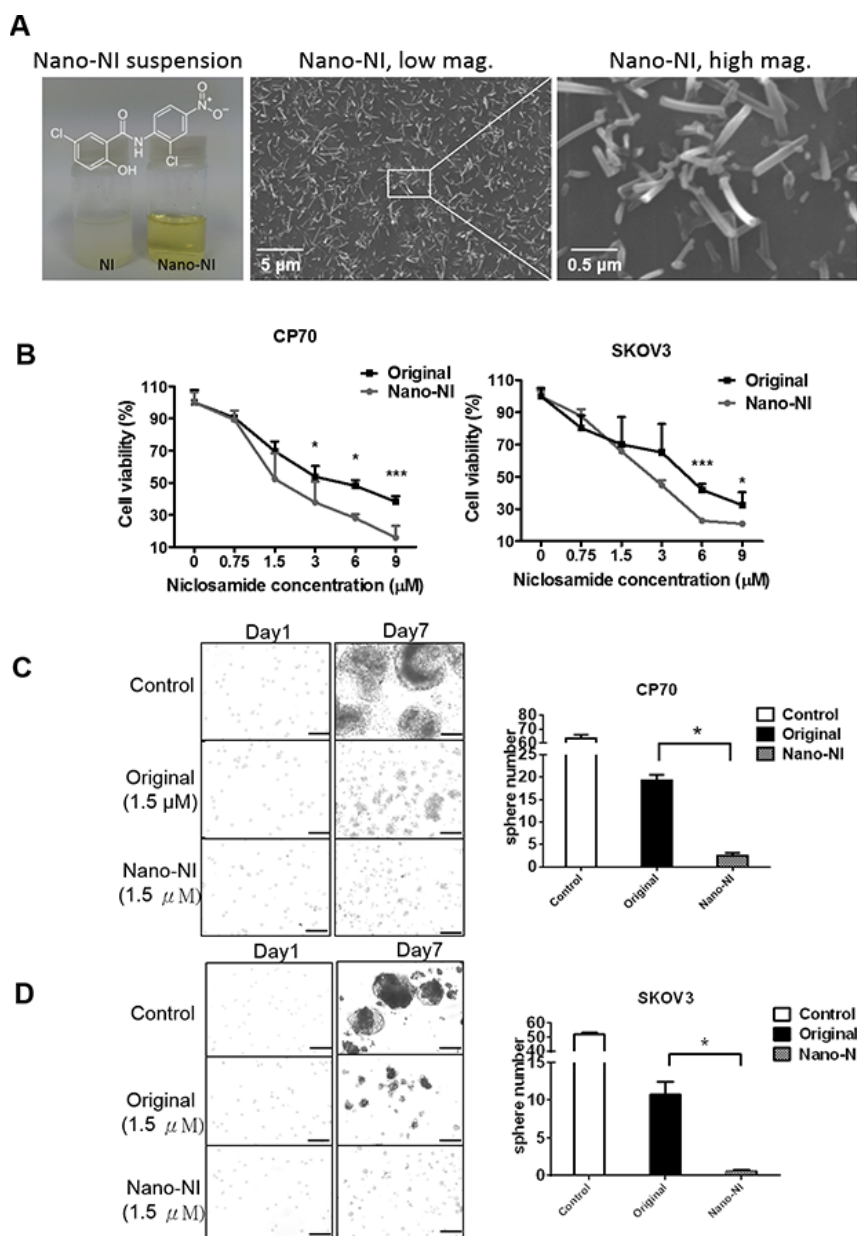 A
Nano-NI suspension
Nano-NI, low mag.
Nano-NI, high mag.
O
O
N+
O−
Cl
N
H
Cl
OH
NI
Nano-NI
5 µm
0.5 µm
B
CP70
Original
Nano-NI
Cell viability (%)
110
90
70
50
30
10
*
*
***
0 0.75 1.5 3 6 9
Niclosamide concentration (µM)
SKOV3
Original
Nano-NI
Cell viability (%)
110
90
70
50
30
10
***
*
0 0.75 1.5 3 6 9
Niclosamide concentration (µM)
C
Day1
Day7
Control
Original
(1.5 µM)
Nano-NI
(1.5 μM)
CP70
Control
Original
Nano-NI
sphere number
80
70
60
25
20
15
10
5
0
*
Control
Original
Nano-NI
D
Day1
Day7
Control
Original
(1.5 μM)
Nano-NI
(1.5 μM)
SKOV3
Control
Original
Nano-N
sphere number
60
50
40
10
5
0
*
Control
Original
Nano-NI